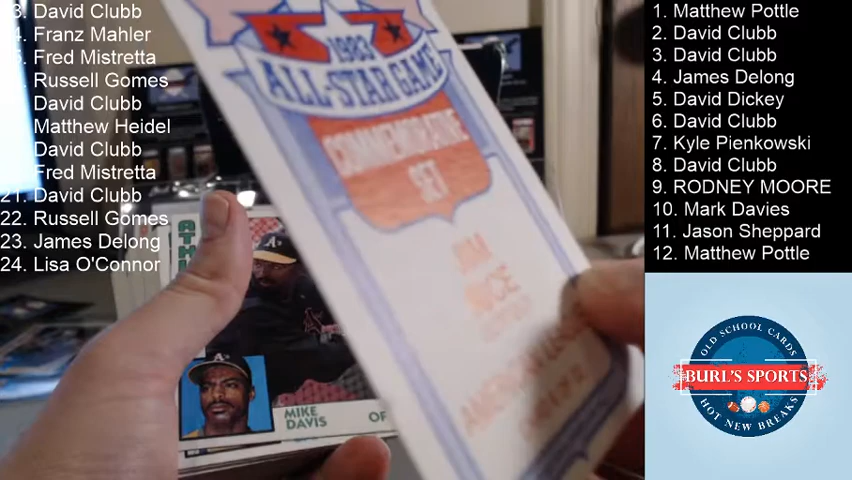 3. David Clubb
4. Franz Mahler
5. Fred Mistretta
Russell Gomes
David Clubb
Matthew Heidel
David Clubb
Fred Mistretta
21. David Clubb
22. Russell Gomes
23. James Delong
24. Lisa O'Connor
1983
ALL-STAR GAME
COMMEMORATIVE
SET
JIM
RICE
A
MIKE
DAVIS
OF
1. Matthew Pottle
2. David Clubb
3. David Clubb
4. James Delong
5. David Dickey
6. David Clubb
7. Kyle Pienkowski
8. David Clubb
9. RODNEY MOORE
10. Mark Davies
11. Jason Sheppard
12. Matthew Pottle
OLD SCHOOL CARDS
BURL'S SPORTS
HOT NEW BREAKS